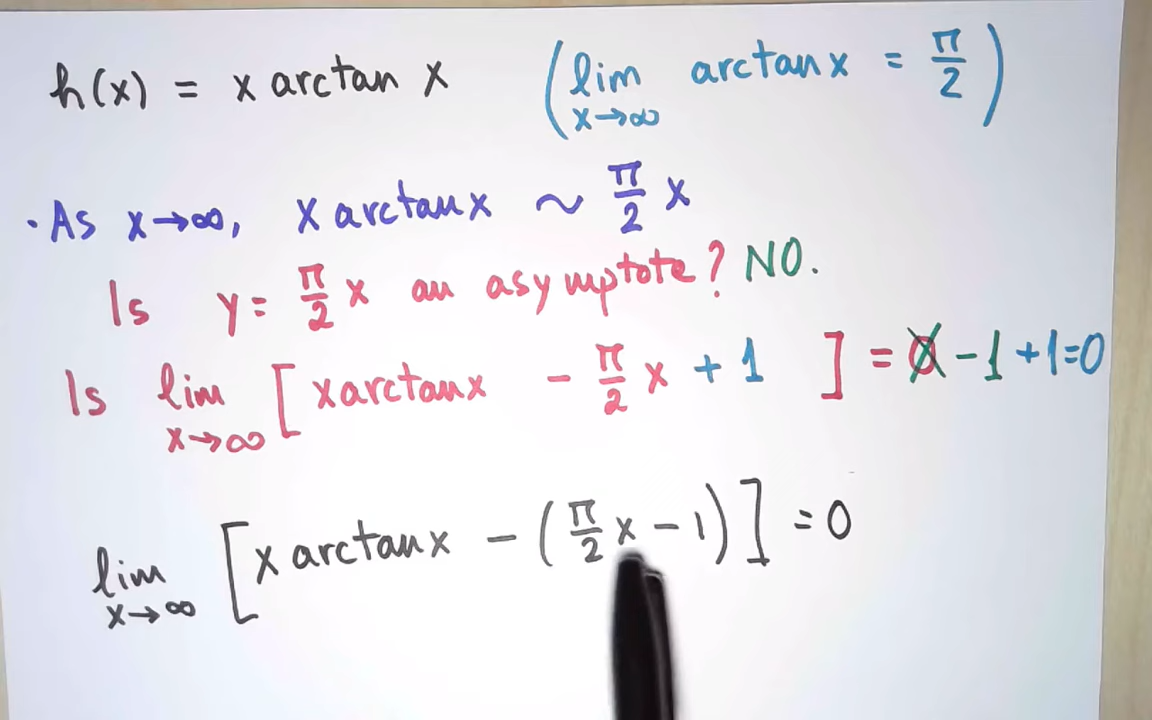 h(x) = x arctan x (lim x→∞ arctan x = π/2)
· As x→∞, x arctan x ~ π/2 x
Is y = π/2 x an asymptote? NO.
Is lim x→∞ [x arctan x - π/2 x + 1 ] = 0 - 1 + 1 = 0
lim x→∞ [x arctan x - (π/2 x - 1)] = 0